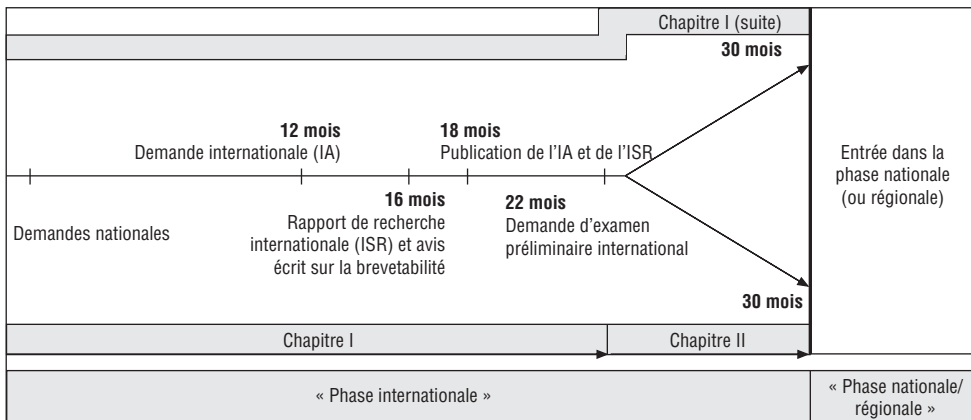 Chapitre I (suite)
30 mois
12 mois
Demande internationale (IA)
18 mois
Publication de l'IA et de l'ISR
Entrée dans la
phase nationale
(ou régionale)
Demandes nationales
16 mois
Rapport de recherche
internationale (ISR) et avis
écrit sur la brevetabilité
22 mois
Demande d'examen
préliminaire international
30 mois
Chapitre I
Chapitre II
« Phase internationale »
« Phase nationale/
régionale »